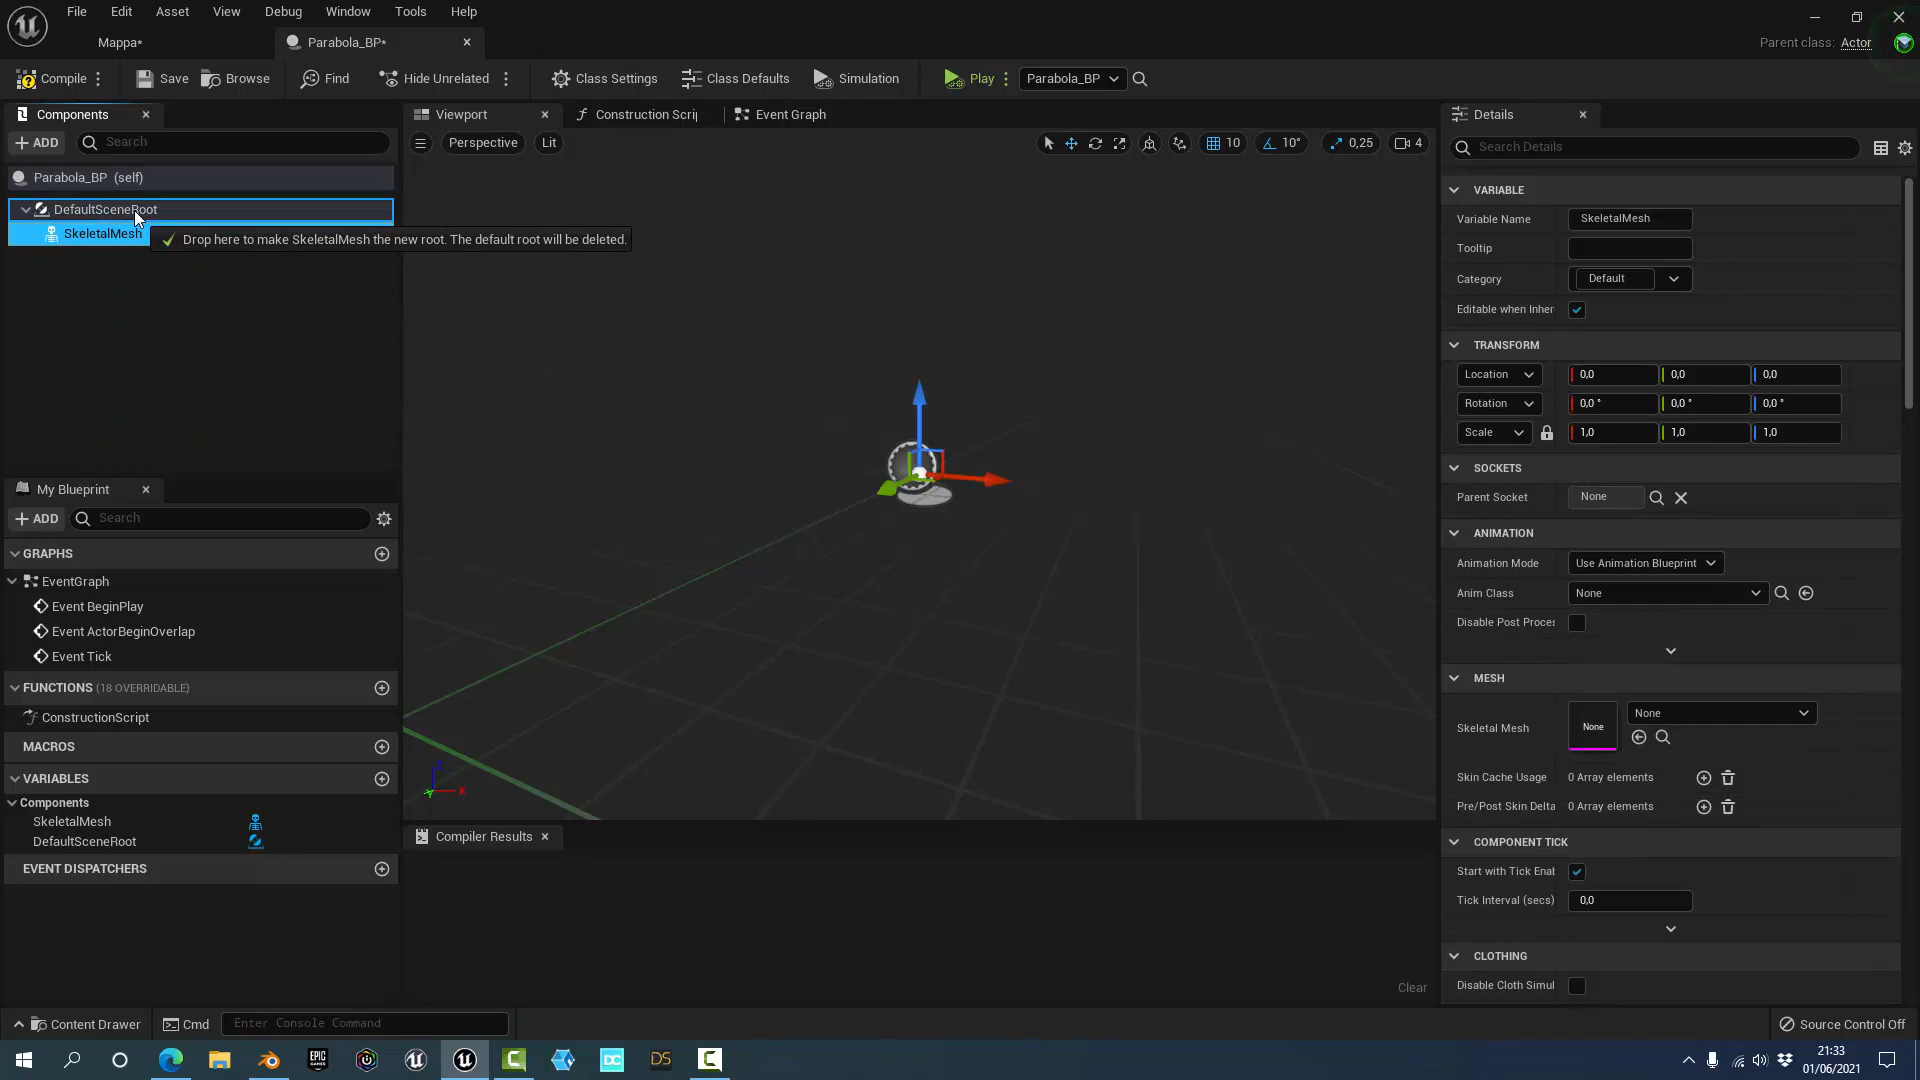 File Edit Asset View Debug Window Tools Help
Mappa*
Parabola_BP*
Parent class: Actor
Compile Save Browse Find Hide Unrelated Class Settings Class Defaults Simulation Play Parabola_BP
Components
ADD Search
Parabola_BP (self)
DefaultSceneRoot
SkeletalMesh
Drop here to make SkeletalMesh the new root. The default root will be deleted.
My Blueprint
ADD Search
GRAPHS
EventGraph
Event BeginPlay
Event ActorBeginOverlap
Event Tick
FUNCTIONS (18 OVERRIDABLE)
ConstructionScript
MACROS
VARIABLES
Components
SkeletalMesh
DefaultSceneRoot
EVENT DISPATCHERS
Viewport Construction Scrip Event Graph
Perspective Lit
10 10° 0,25 4
Z
X
Y
Compiler Results
Clear
Details
Search Details
VARIABLE
Variable Name SkeletalMesh
Tooltip
Category Default
Editable when Inher
TRANSFORM
Location 0,0 0,0 0,0
Rotation 0,0 ° 0,0 ° 0,0 °
Scale 1,0 1,0 1,0
SOCKETS
Parent Socket None
ANIMATION
Animation Mode Use Animation Blueprint
Anim Class None
Disable Post Proces
MESH
Skeletal Mesh None None
Skin Cache Usage 0 Array elements
Pre/Post Skin Delta 0 Array elements
COMPONENT TICK
Start with Tick Enab
Tick Interval (secs) 0,0
CLOTHING
Disable Cloth Simul
Content Drawer Cmd Enter Console Command
Source Control Off
EPIC GAMES
DC
DS
21:33
01/06/2021